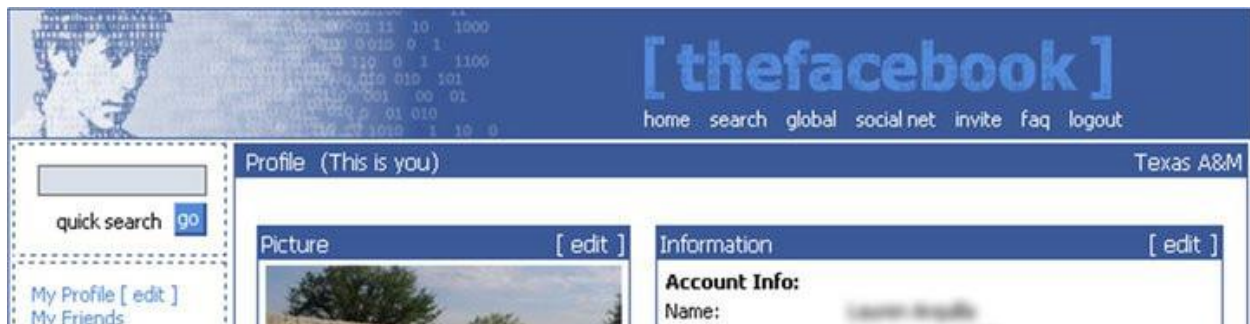 [ thefacebook ]
home search global social net invite faq logout
Profile (This is you) Texas A&M
quick search go
Picture [ edit ]
Information [ edit ]
Account Info:
Name:
My Profile [ edit ]
My Friends